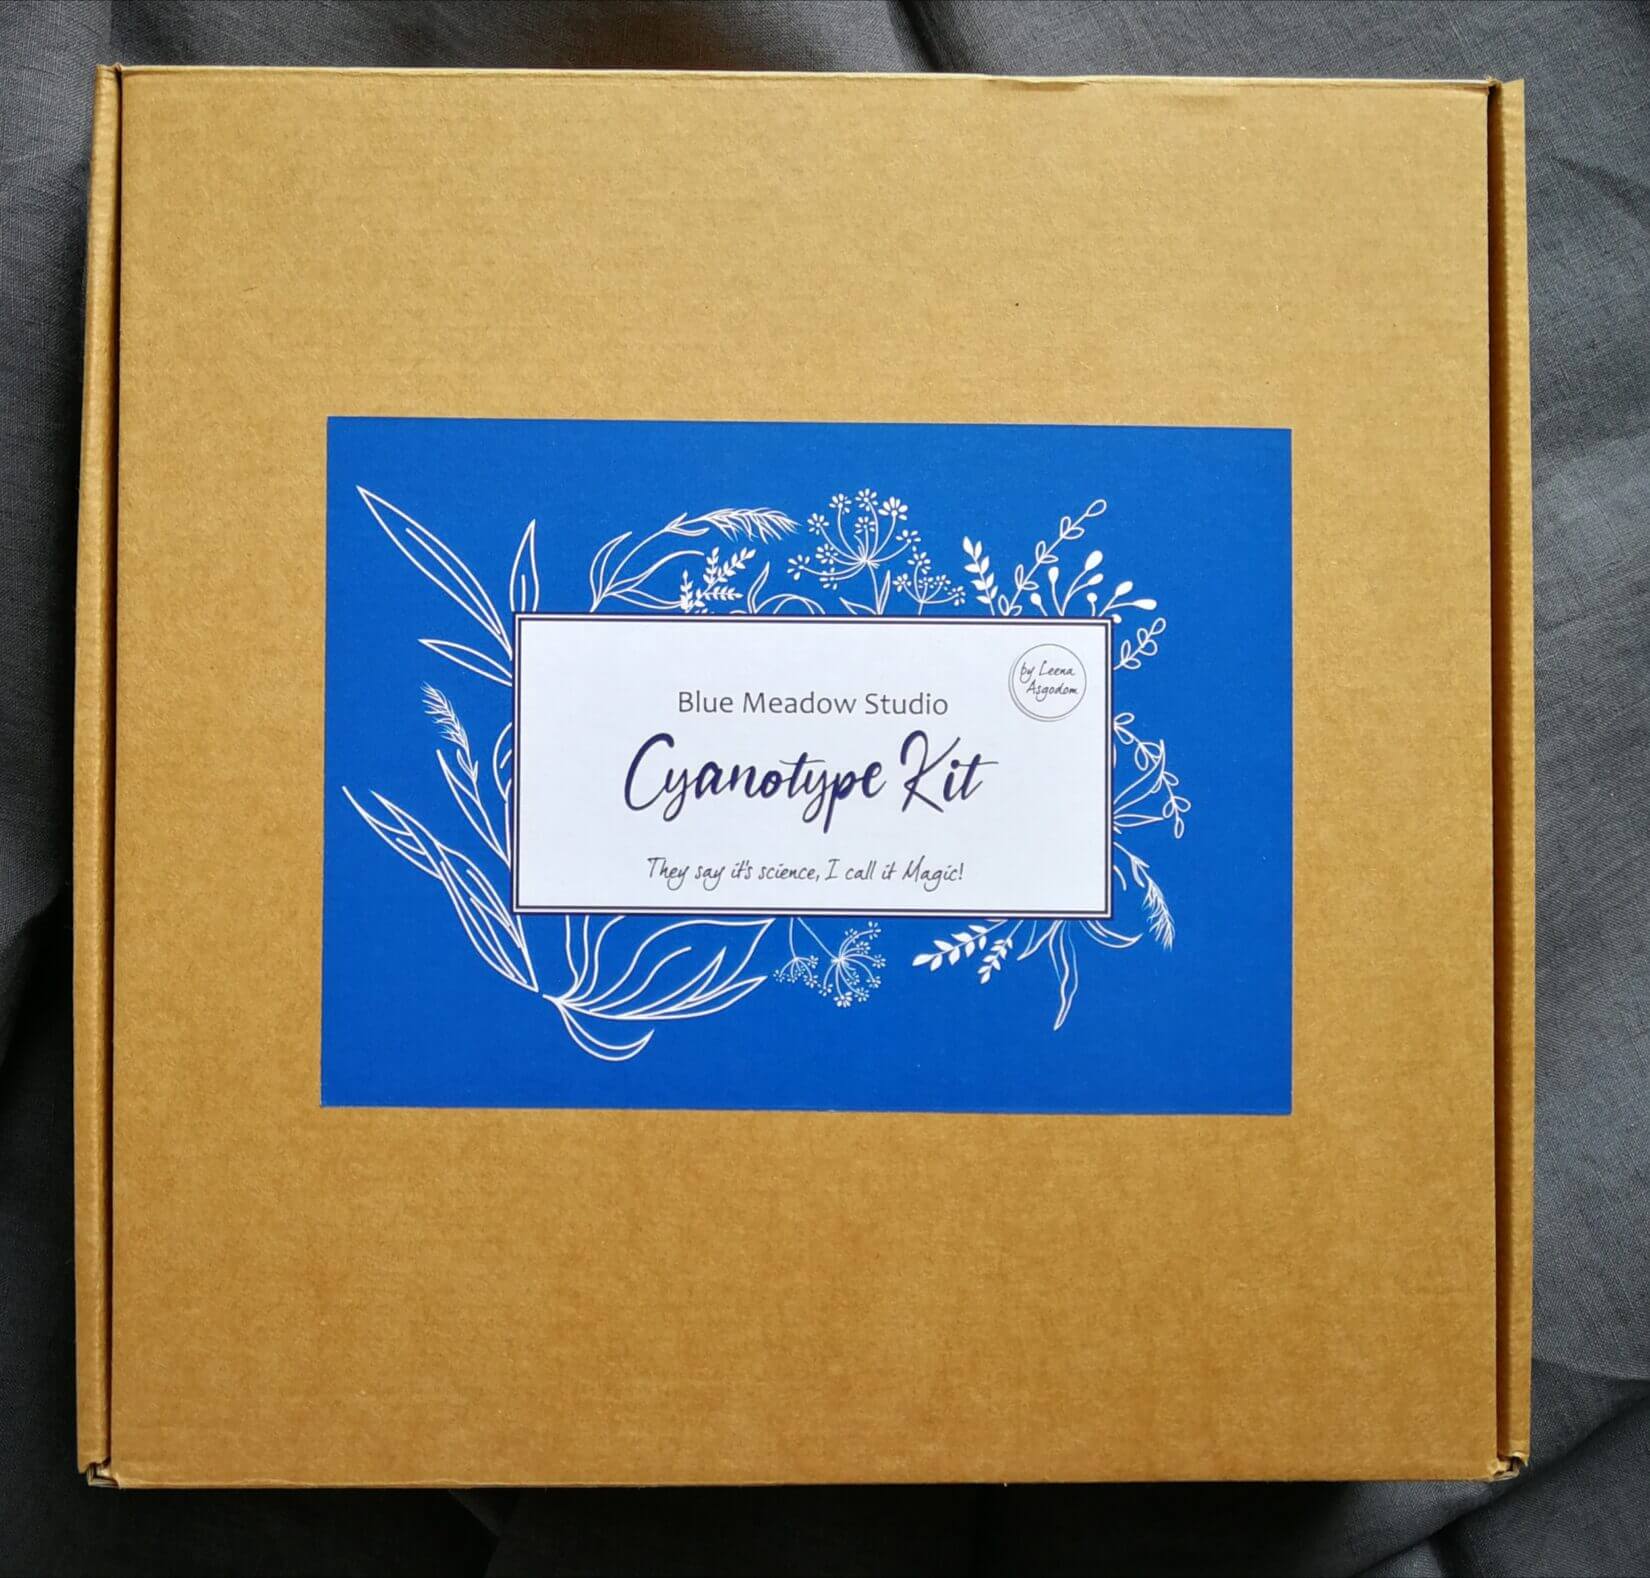 by Leena
Asgodom
Blue Meadow Studio
Cyanotype Kit
They say it's science, I call it Magic!